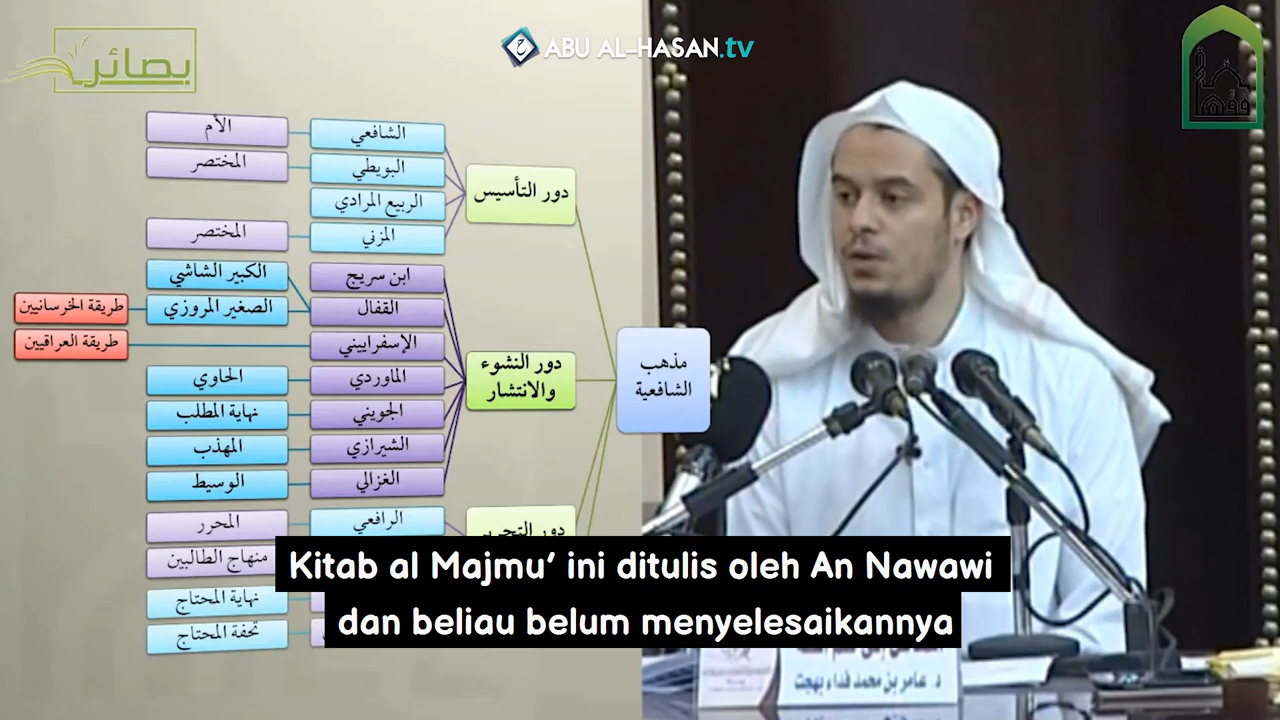 بصائر
ABU AL-HASAN.tv
مذهب
الشافعية
دور التأسيس
الشافعي
الأم
البويطي
المختصر
الربيع المرادي
المزني
المختصر
دور النشوء
والانتشار
ابن سريج
القفال
الكبير الشاشي
الصغير المروزي
طريقة الخرسانيين
الإسفراييني
طريقة العراقيين
الماوردي
الحاوي
الجويني
نهاية المطلب
الشيرازي
المهذب
الغزالي
الوسيط
دور
الرافعي
المحرر
منهاج الطالبين
نهاية المحتاج
تحفة المحتاج
Kitab al Majmu’ ini ditulis oleh An Nawawi
dan beliau belum menyelesaikannya
د. عامر بن محمد فداء بهجت